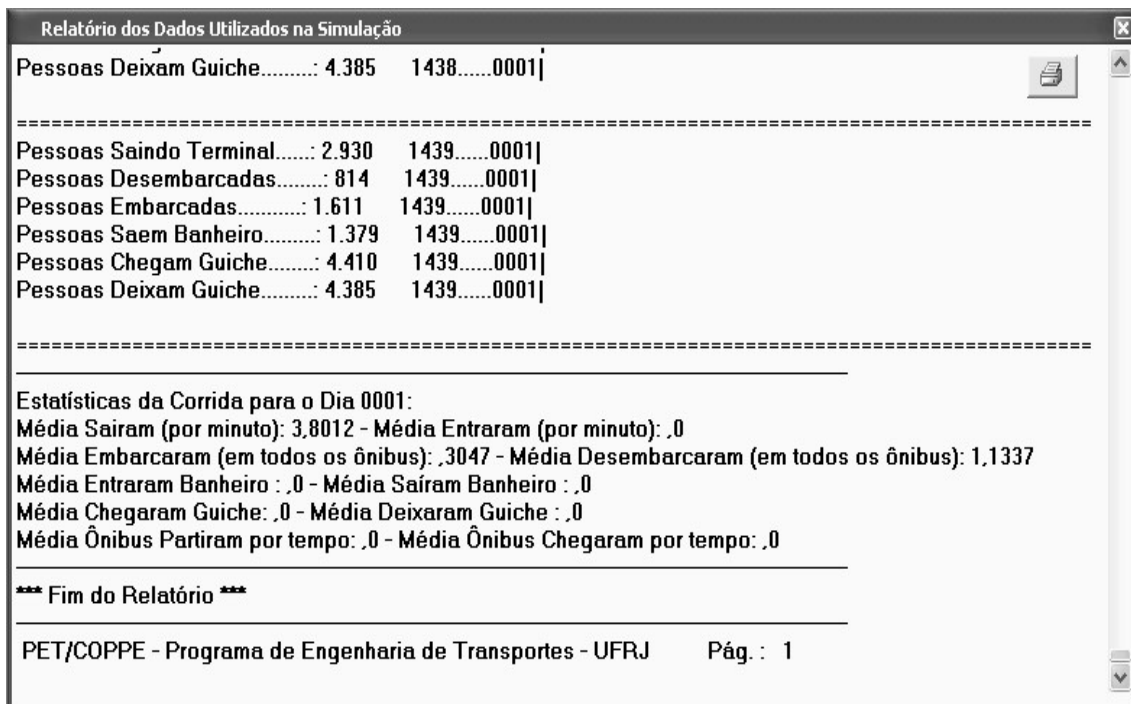 Relatório dos Dados Utilizados na Simulação
Pessoas Deixam Guiche.........: 4.385 1438......0001|
==========================================================================================
Pessoas Saindo Terminal......: 2.930 1439......0001|
Pessoas Desembarcadas........: 814 1439......0001|
Pessoas Embarcadas...........: 1.611 1439......0001|
Pessoas Saem Banheiro.........: 1.379 1439......0001|
Pessoas Chegam Guiche........: 4.410 1439......0001|
Pessoas Deixam Guiche.........: 4.385 1439......0001|
==========================================================================================
Estatísticas da Corrida para o Dia 0001:
Média Sairam (por minuto): 3,8012 - Média Entraram (por minuto): ,0
Média Embarcaram (em todos os ônibus): ,3047 - Média Desembarcaram (em todos os ônibus): 1,1337
Média Entraram Banheiro : ,0 - Média Saíram Banheiro : ,0
Média Chegaram Guiche: ,0 - Média Deixaram Guiche : ,0
Média Ônibus Partiram por tempo: ,0 - Média Ônibus Chegaram por tempo: ,0
*** Fim do Relatório ***
PET/COPPE - Programa de Engenharia de Transportes - UFRJ Pág. : 1